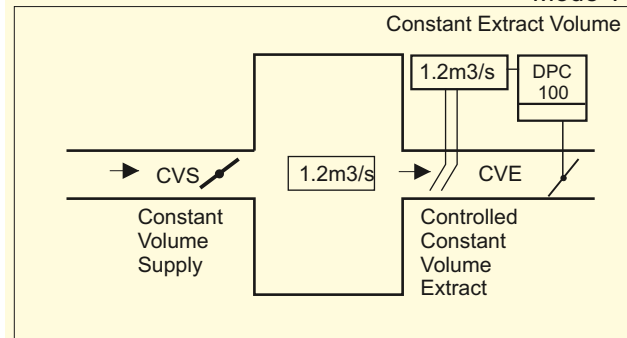 Constant Extract Volume
1.2m3/s
DPC
100
CVS
1.2m3/s
CVE
Constant
Volume
Supply
Controlled
Constant
Volume
Extract